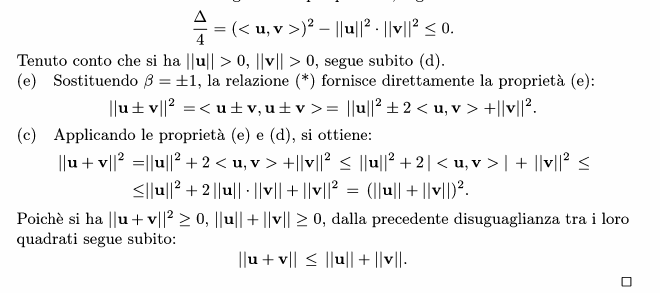 Δ/4 = (< u, v >)² − ||u||² · ||v||² ≤ 0.
Tenuto conto che si ha ||u|| > 0, ||v|| > 0, segue subito (d).
(e) Sostituendo β = ±1, la relazione (*) fornisce direttamente la proprietà (e):
||u ± v||² =< u ± v, u ± v >= ||u||² ± 2 < u, v > +||v||².
(c) Applicando le proprietà (e) e (d), si ottiene:
||u + v||² =||u||² + 2 < u, v > +||v||² ≤ ||u||² + 2 | < u, v > | + ||v||² ≤
≤||u||² + 2 ||u|| · ||v|| + ||v||² = (||u|| + ||v||)².
Poichè si ha ||u + v||² ≥ 0, ||u|| + ||v|| ≥ 0, dalla precedente disuguaglianza tra i loro
quadrati segue subito:
||u + v|| ≤ ||u|| + ||v||.
□